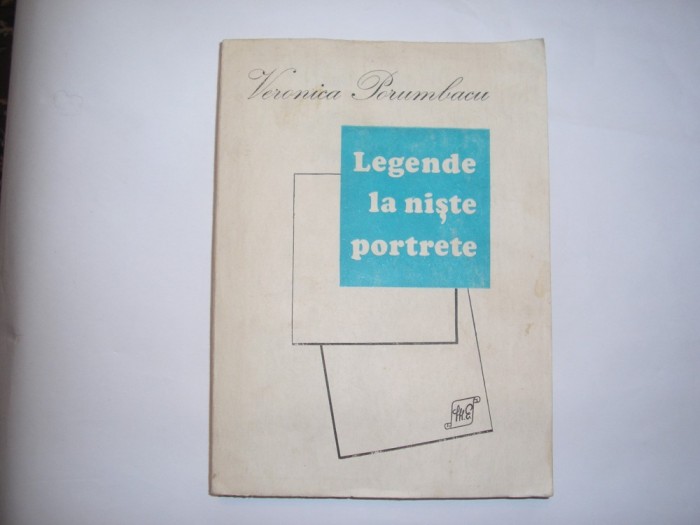 Veronica Porumbacu
Legende
la niște
portrete
M.E